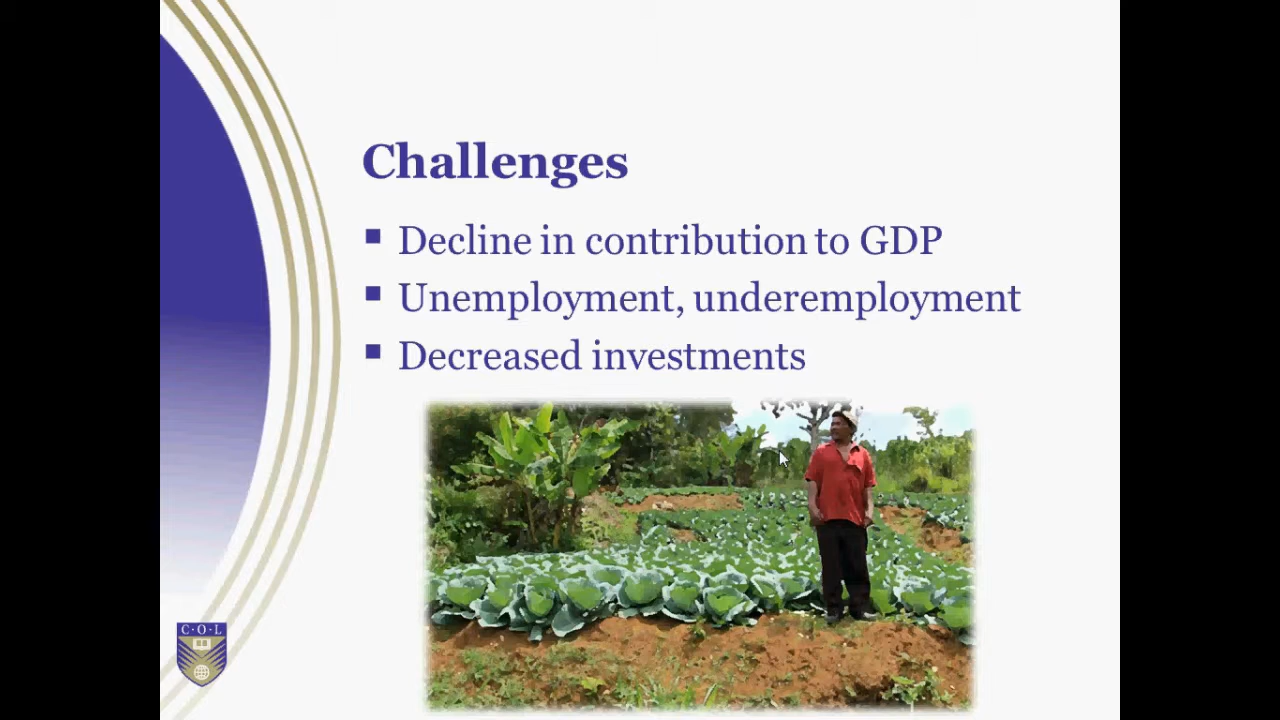 Challenges
Decline in contribution to GDP
Unemployment, underemployment
Decreased investments
C·O·L